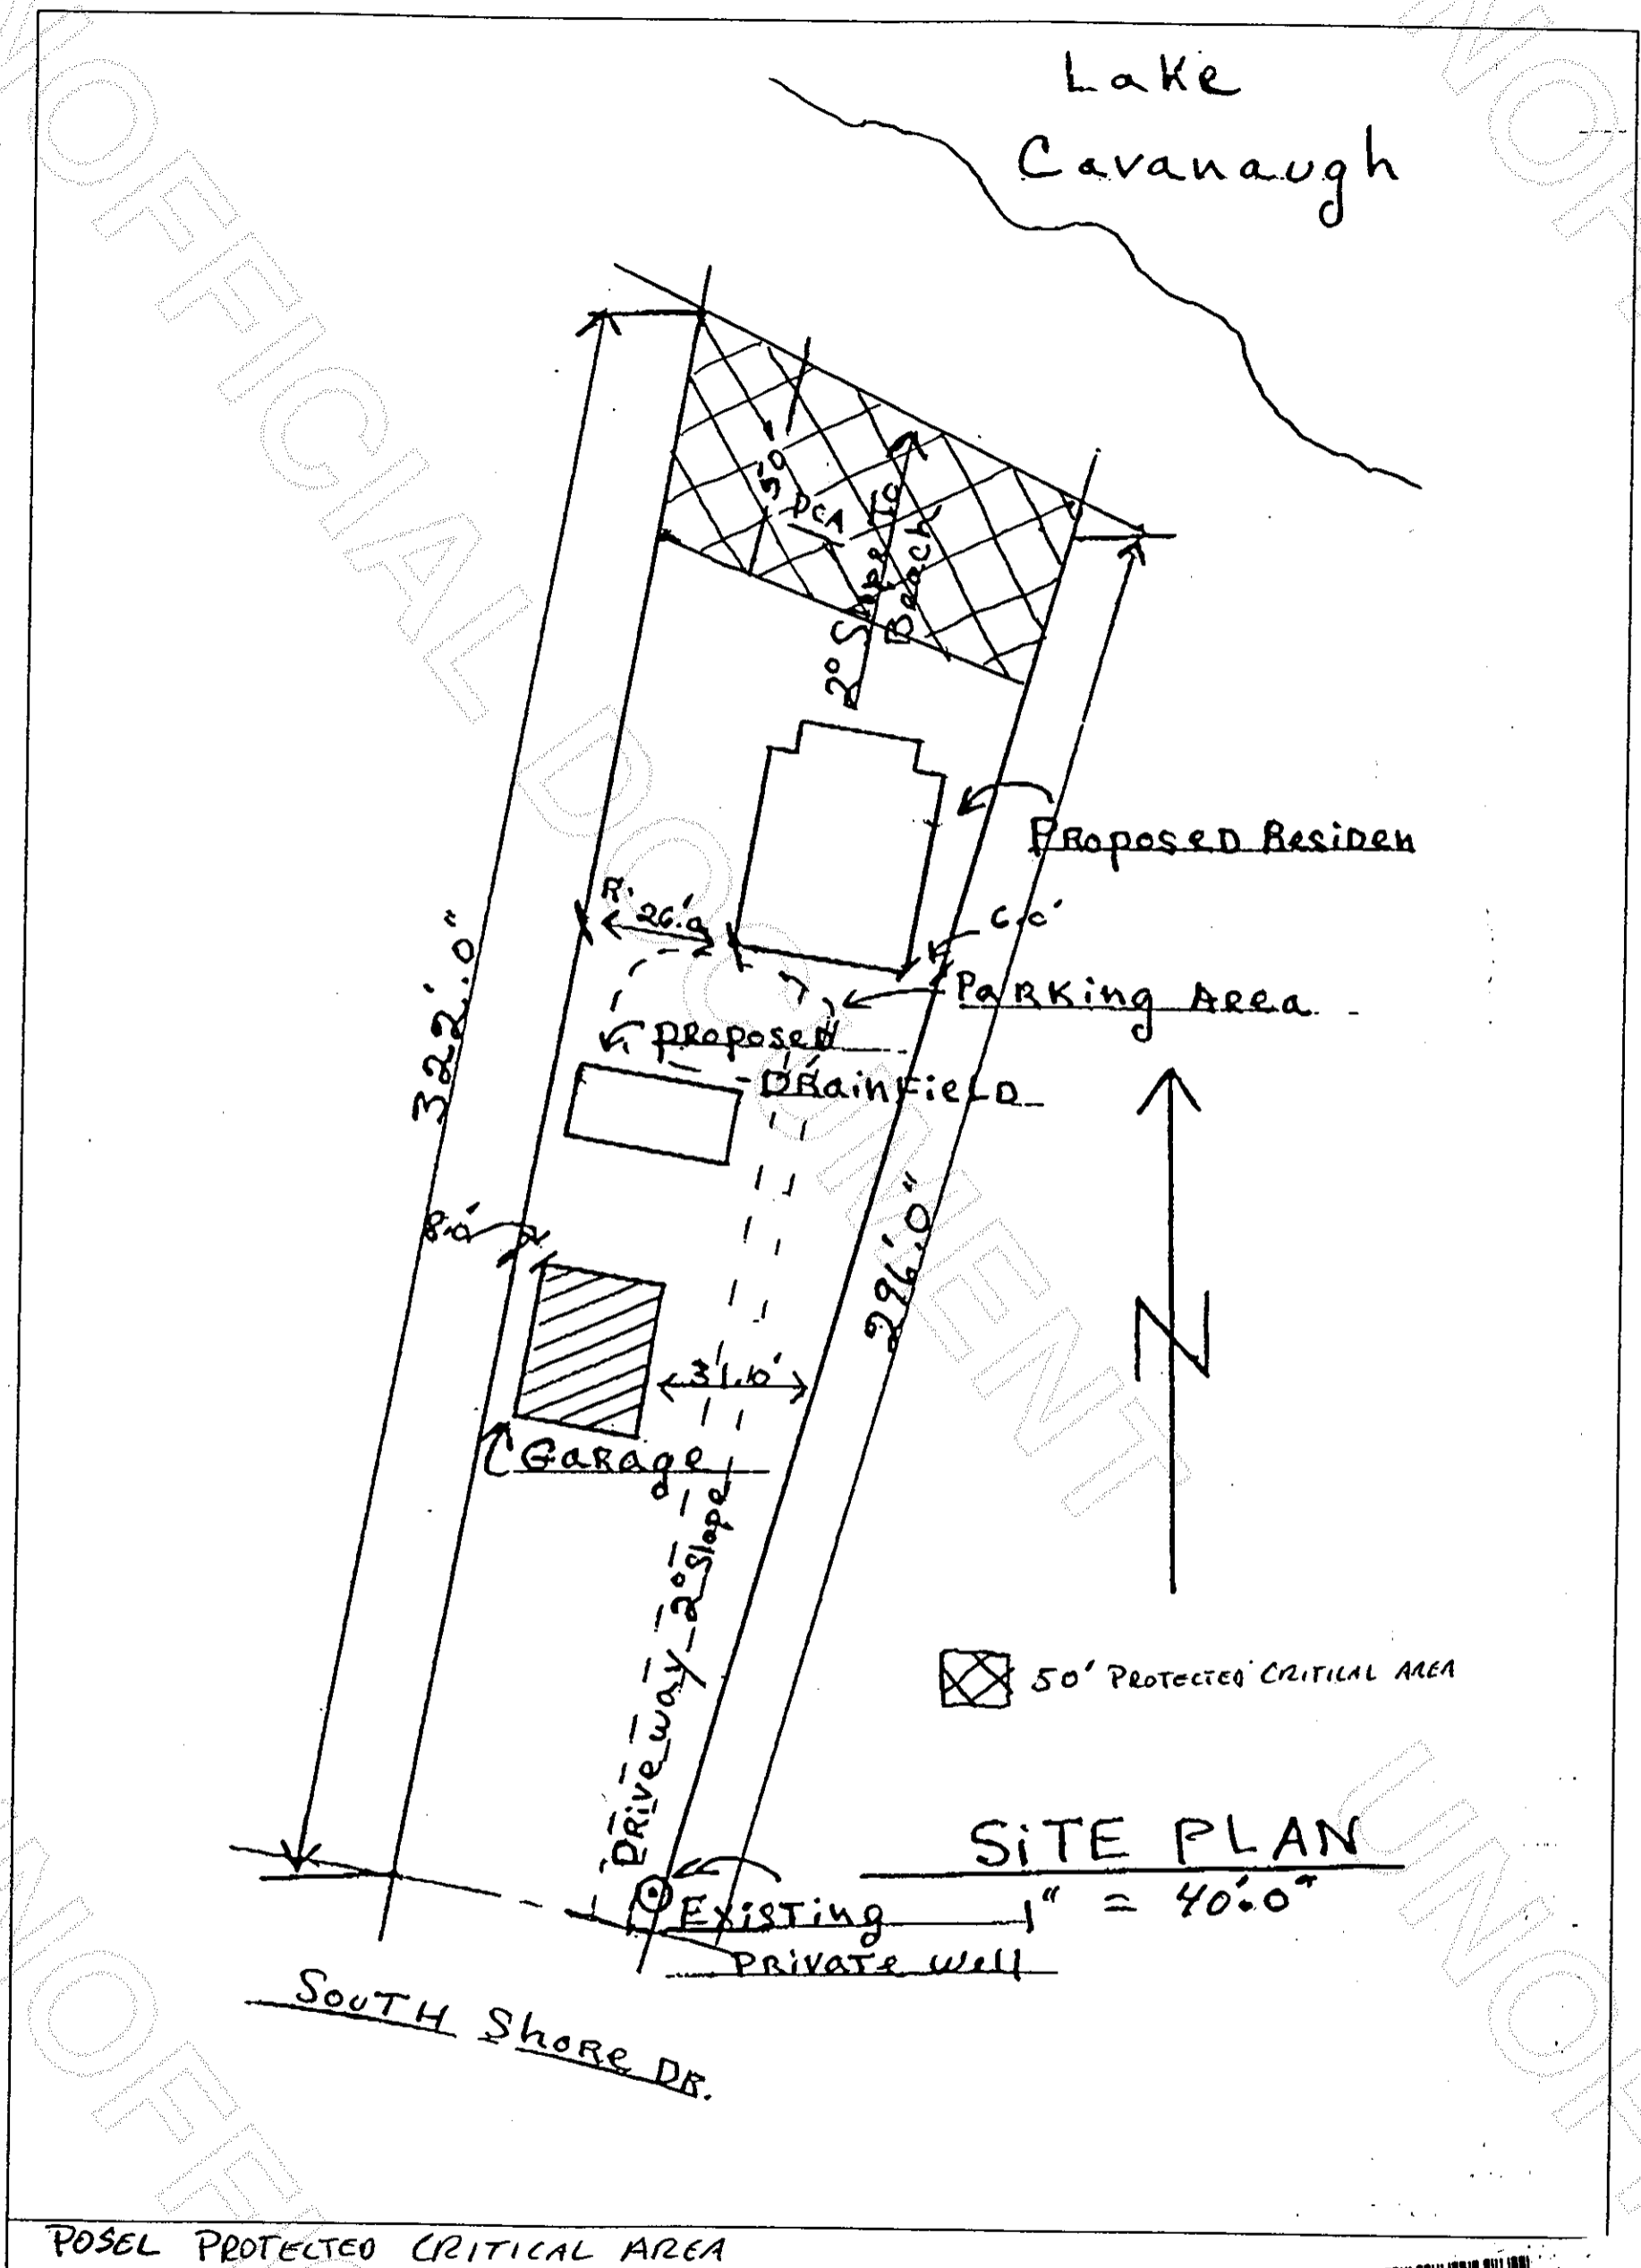 Lake
Cavanaugh
50'
PCA
2° Slope To
Beach
Proposed Residen
R.
26'.0
6.0'
Parking Area
Proposed
Drainfield
322'.0"
8.0'
296'.0"
N
31.0'
Garage
Driveway-2° Slope
50' PROTECTED CRITICAL AREA
SiTE PLAN
1" = 40'.0"
Existing
Private Well
South Shore DR.
POSEL PROTECTED CRITICAL AREA
UNOFFICIAL DOCUMENT